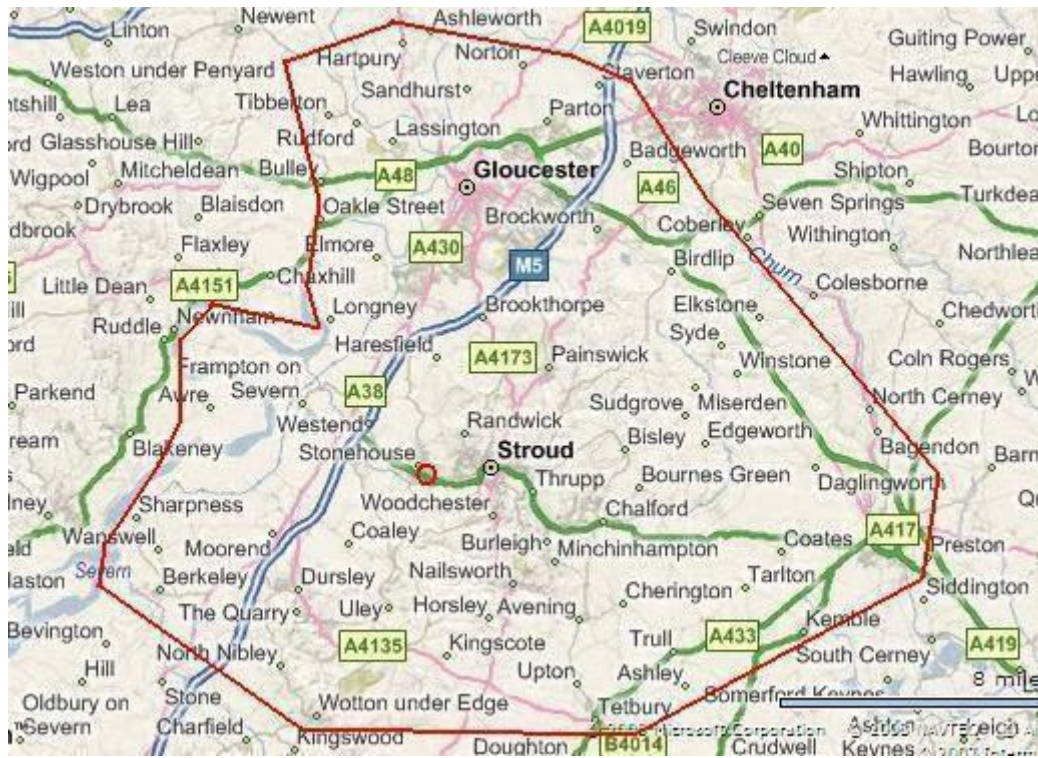 Linton
Newent
Ashleworth
A4019
Swindon
Guiting Power
Weston under Penyard
Hartpury
Norton
Cleeve Cloud
Hawling
Staverton
Cheltenham
Lea
Tibberton
Sandhurst
Parton
Whittington
Glasshouse Hill
Rudford
Lassington
A40
Wigpool
Mitcheldean
Bulley
A48
Gloucester
Badgeworth
A46
Shipton
Drybrook
Blaisdon
Oakle Street
Brockworth
Coberley
Seven Springs
Flaxley
Elmore
A430
M5
Birdlip
Churn
Withington
Little Dean
A4151
Chaxhill
Colesborne
Ruddle
Newnham
Longney
Brookthorpe
Elkstone
Haresfield
A4173
Painswick
Syde
Winstone
Coln Rogers
Parkend
Awre
Frampton on
Severn
A38
Sudgrove
Miserden
North Cerney
Blakeney
Westend
Randwick
Bisley
Edgeworth
Bagendon
Stonehouse
Stroud
Thrupp
Bournes Green
Daglingworth
Sharpness
Woodchester
Chalford
Wanswell
Moorend
Coaley
Burleigh
Minchinhampton
Coates
A417
Preston
Severn
Berkeley
Dursley
Nailsworth
Cherington
Tarlton
Siddington
The Quarry
Uley
Horsley
Avening
Bevington
North Nibley
A4135
Kingscote
Trull
A433
Kemble
A419
Hill
Upton
Ashley
South Cerney
Stone
Wotton under Edge
Somerford Keynes
Oldbury on
Severn
Charfield
Kingswood
Doughton
Tetbury
B4014
Crudwell
Ashton
Keynes
Microsoft Corporation